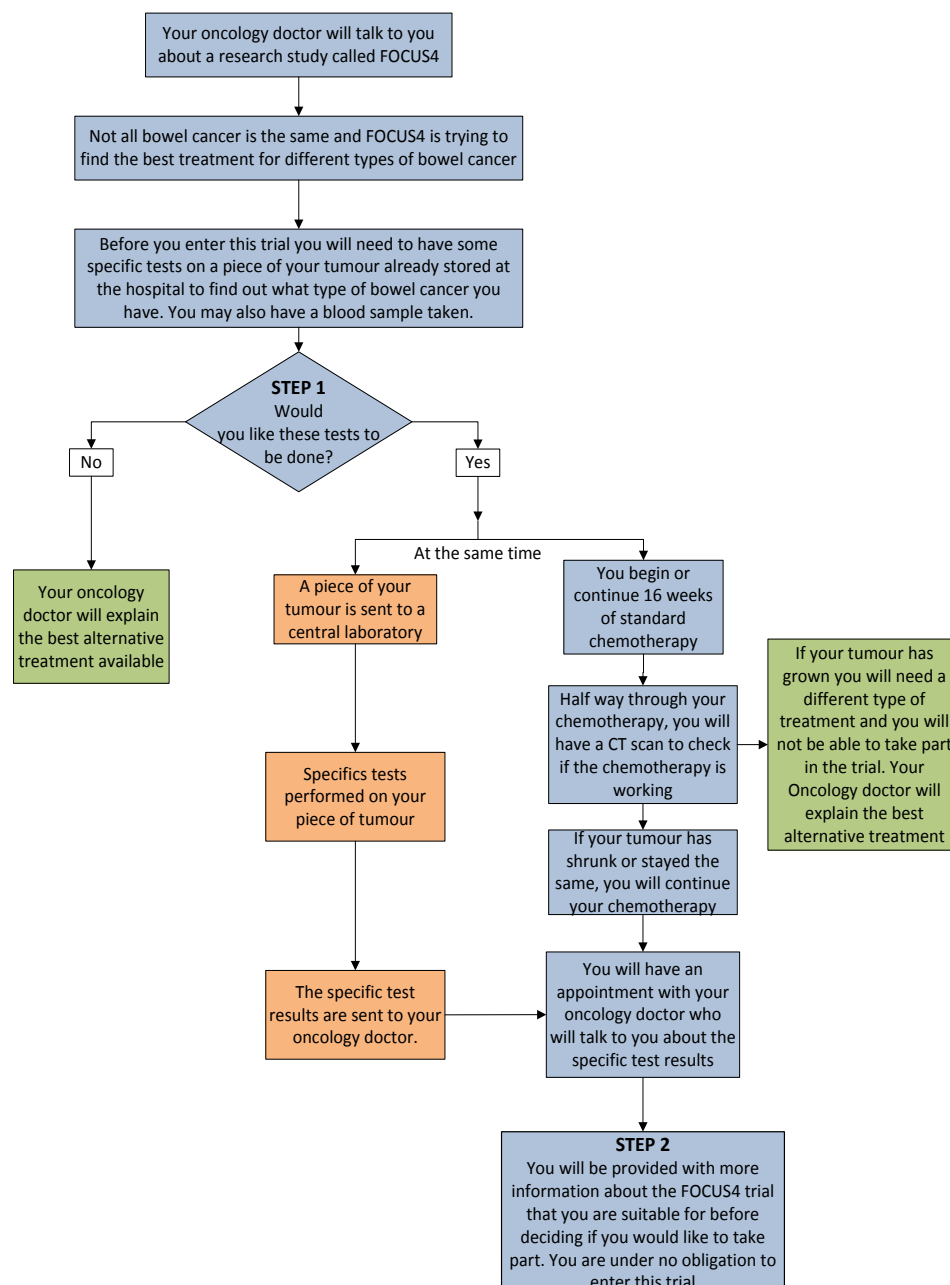 Your oncology doctor will talk to you
about a research study called FOCUS4
Not all bowel cancer is the same and FOCUS4 is trying to
find the best treatment for different types of bowel cancer
Before you enter this trial you will need to have some
specific tests on a piece of your tumour already stored at
the hospital to find out what type of bowel cancer you
have. You may also have a blood sample taken.
STEP 1
Would
you like these tests to
be done?
No
Yes
At the same time
Your oncology
doctor will explain
the best alternative
treatment available
A piece of your
tumour is sent to a
central laboratory
You begin or
continue 16 weeks
of standard
chemotherapy
Half way through your
chemotherapy, you will
have a CT scan to check
if the chemotherapy is
working
If your tumour has
grown you will need a
different type of
treatment and you will
not be able to take part
in the trial. Your
Oncology doctor will
explain the best
alternative treatment
Specifics tests
performed on your
piece of tumour
If your tumour has
shrunk or stayed the
same, you will continue
your chemotherapy
The specific test
results are sent to your
oncology doctor.
You will have an
appointment with your
oncology doctor who
will talk to you about the
specific test results
STEP 2
You will be provided with more
information about the FOCUS4 trial
that you are suitable for before
deciding if you would like to take
part. You are under no obligation to
enter this trial